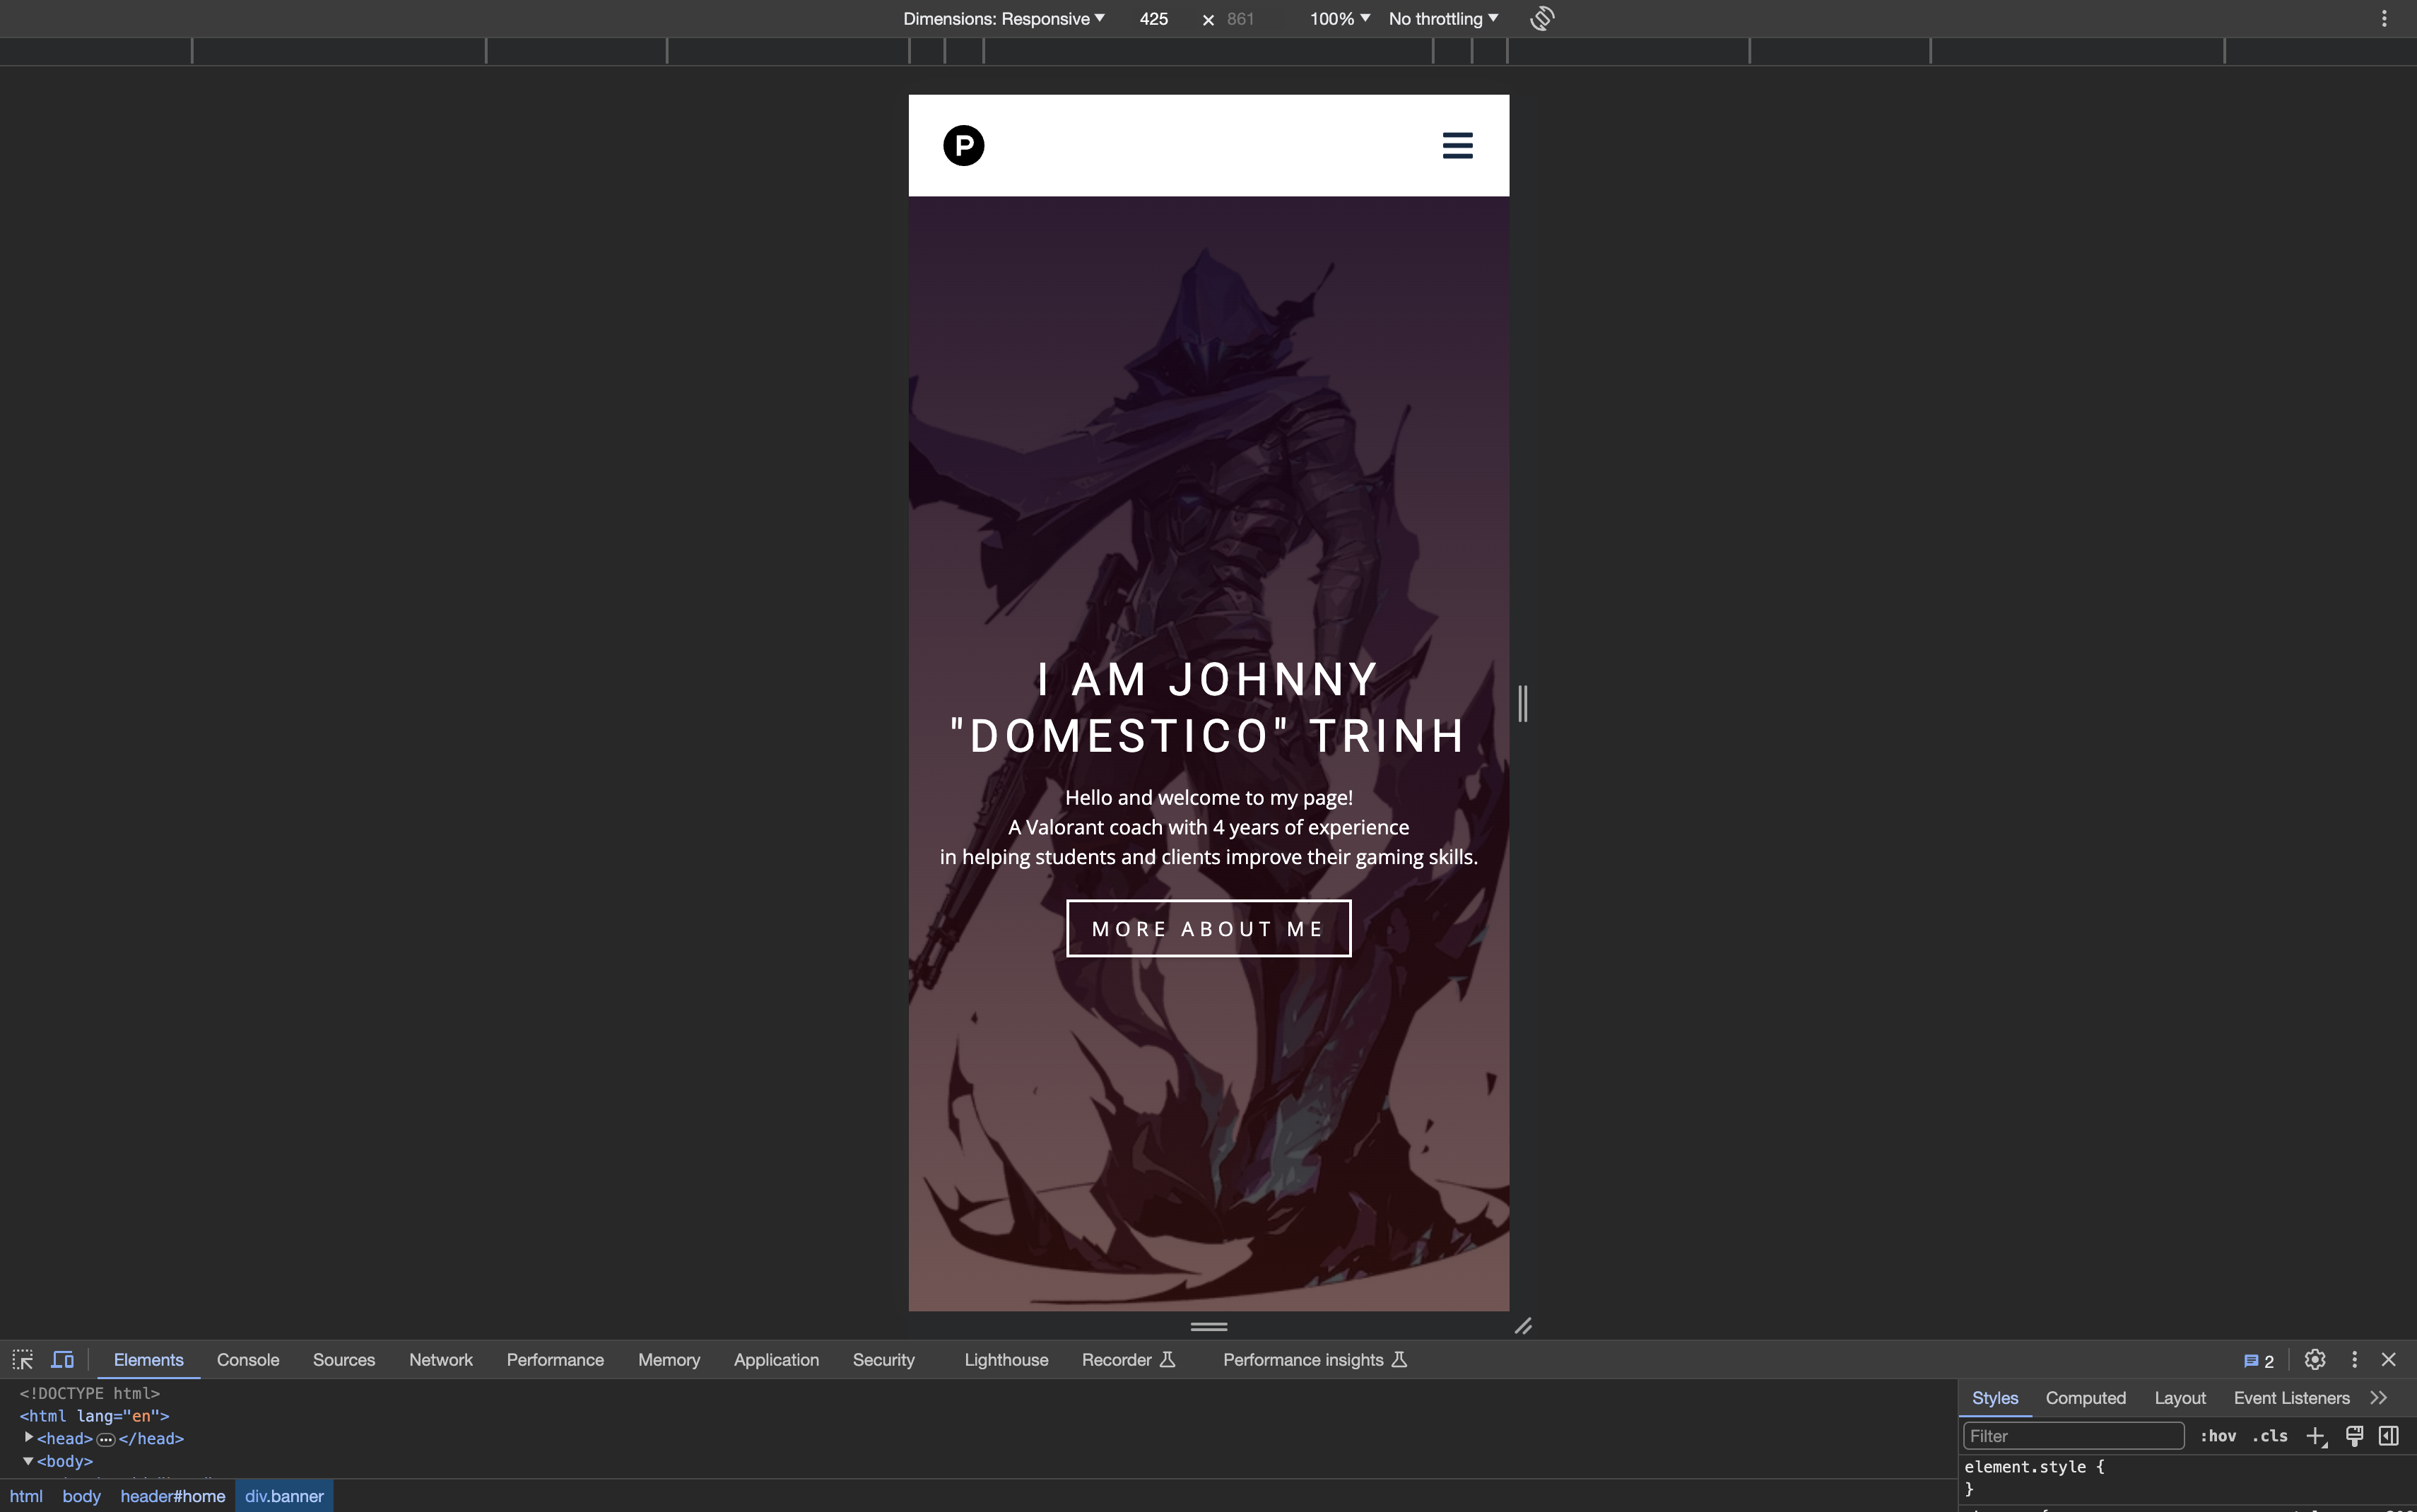 Dimensions: Responsive 425 × 861 100% No throttling
P
I AM JOHNNY
"DOMESTICO" TRINH
Hello and welcome to my page!
A Valorant coach with 4 years of experience
in helping students and clients improve their gaming skills.
MORE ABOUT ME
Elements Console Sources Network Performance Memory Application Security Lighthouse Recorder Performance insights 2
<!DOCTYPE html>
<html lang="en">
<head>…</head>
<body>
html body header#home div.banner
Styles Computed Layout Event Listeners
Filter :hov .cls
element.style {
}